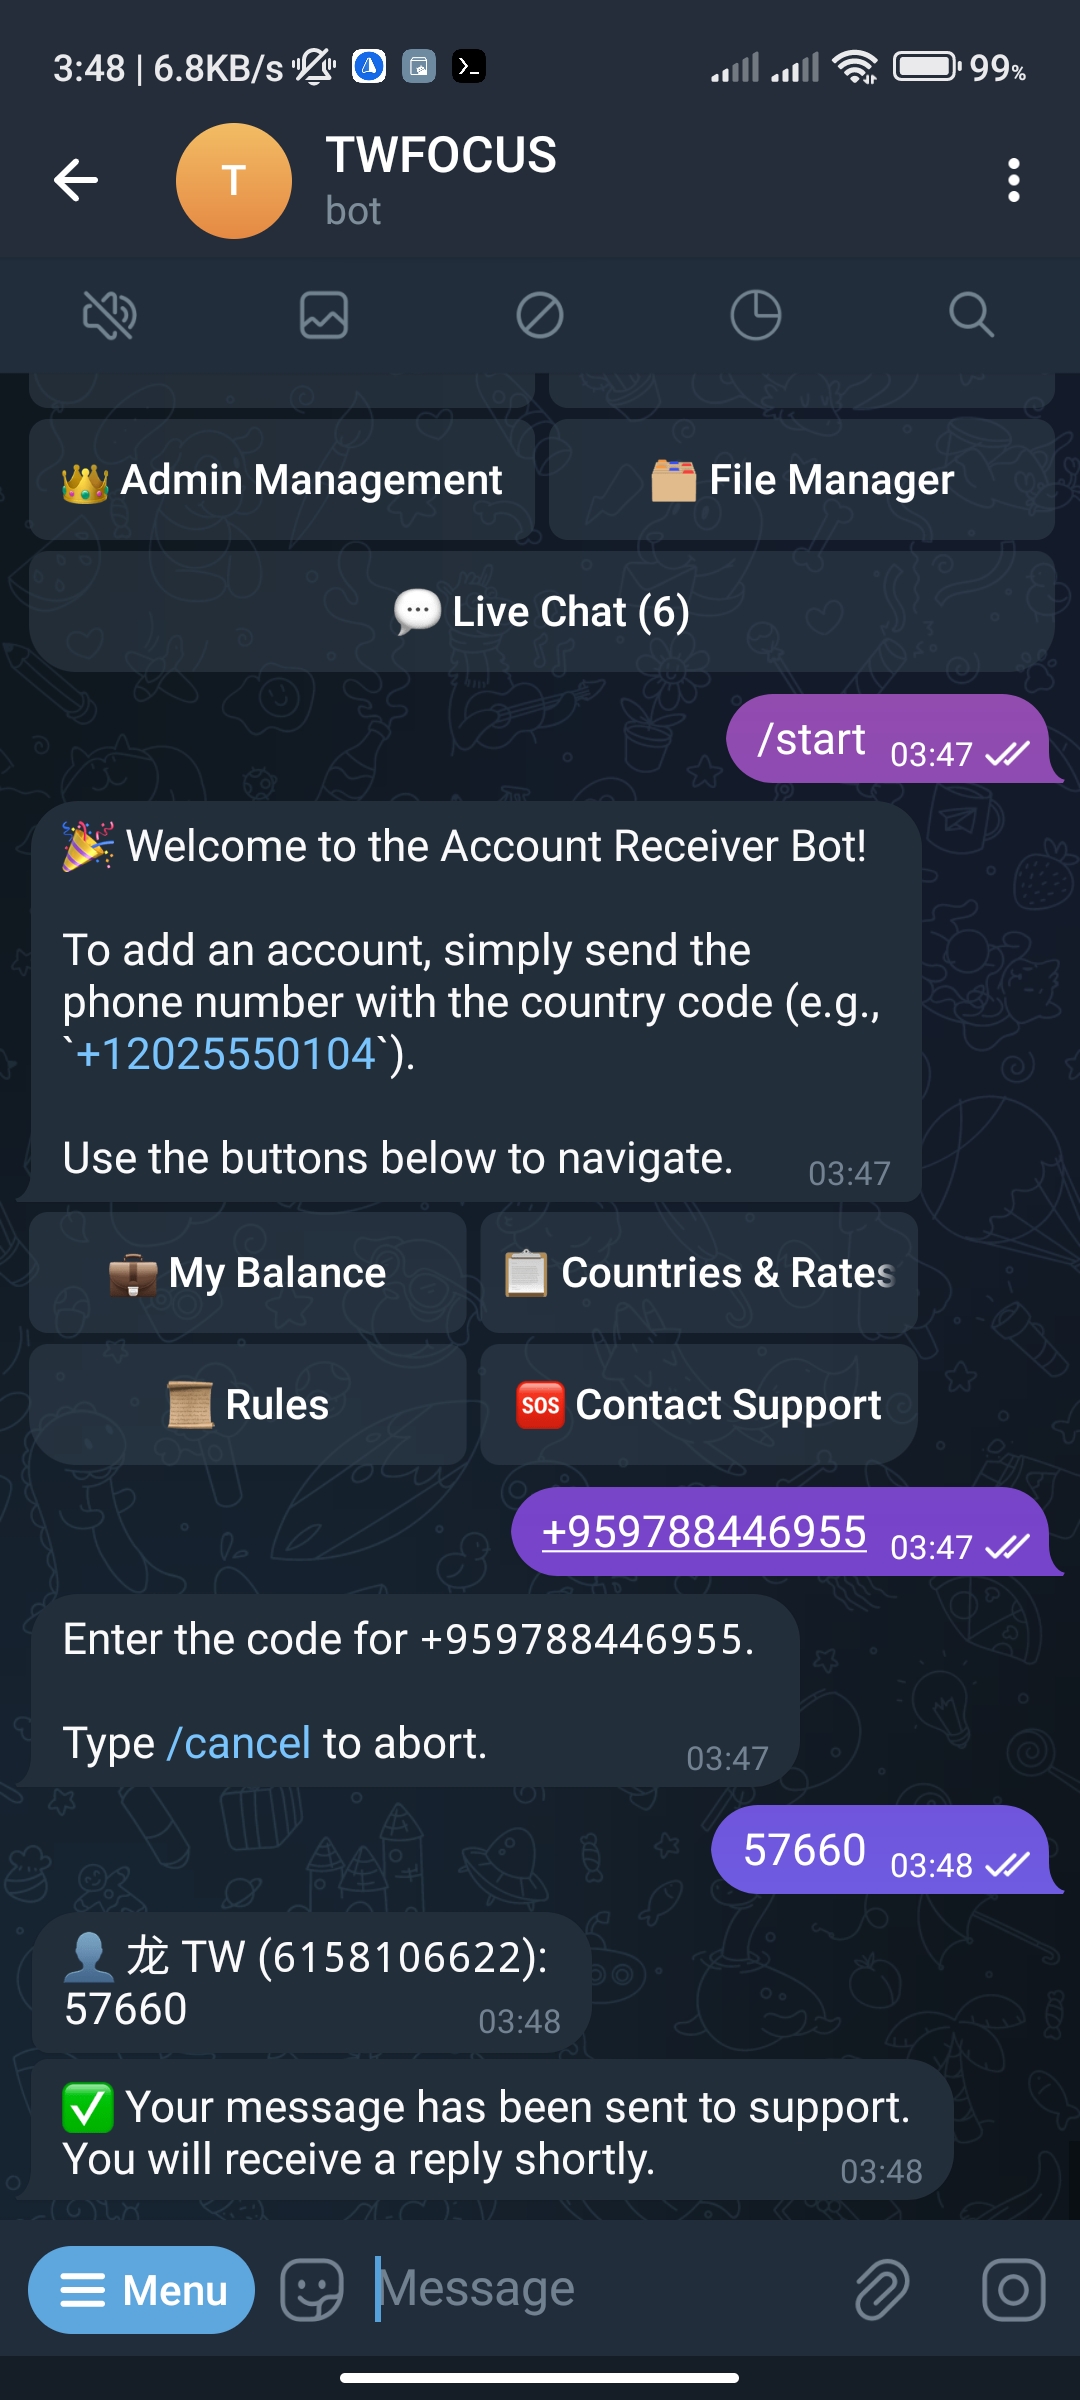 3:48 | 6.8KB/s
99%
T
TWFOCUS
bot
👑 Admin Management
🗂 File Manager
💬 Live Chat (6)
/start 03:47
🎉 Welcome to the Account Receiver Bot!
To add an account, simply send the
phone number with the country code (e.g.,
`+12025550104`).
Use the buttons below to navigate. 03:47
💼 My Balance
📋 Countries & Rates
📜 Rules
🆘 Contact Support
+959788446955 03:47
Enter the code for +959788446955.
Type /cancel to abort. 03:47
57660 03:48
👤 龙 TW (6158106622):
57660 03:48
✅ Your message has been sent to support.
You will receive a reply shortly. 03:48
Menu
Message